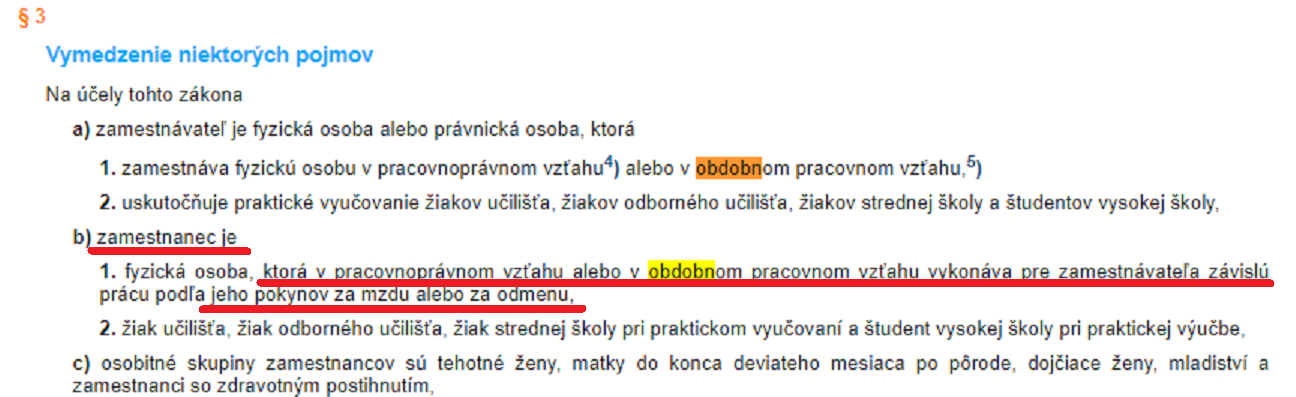 § 3
Vymedzenie niektorých pojmov
Na účely tohto zákona
a) zamestnávateľ je fyzická osoba alebo právnická osoba, ktorá
1. zamestnáva fyzickú osobu v pracovnoprávnom vzťahu4) alebo v obdobnom pracovnom vzťahu,5)
2. uskutočňuje praktické vyučovanie žiakov učilišťa, žiakov odborného učilišťa, žiakov strednej školy a študentov vysokej školy,
b) zamestnanec je
1. fyzická osoba, ktorá v pracovnoprávnom vzťahu alebo v obdobnom pracovnom vzťahu vykonáva pre zamestnávateľa závislú
prácu podľa jeho pokynov za mzdu alebo za odmenu,
2. žiak učilišťa, žiak odborného učilišťa, žiak strednej školy pri praktickom vyučovaní a študent vysokej školy pri praktickej výučbe,
c) osobitné skupiny zamestnancov sú tehotné ženy, matky do konca deviateho mesiaca po pôrode, dojčiace ženy, mladiství a
zamestnanci so zdravotným postihnutím,